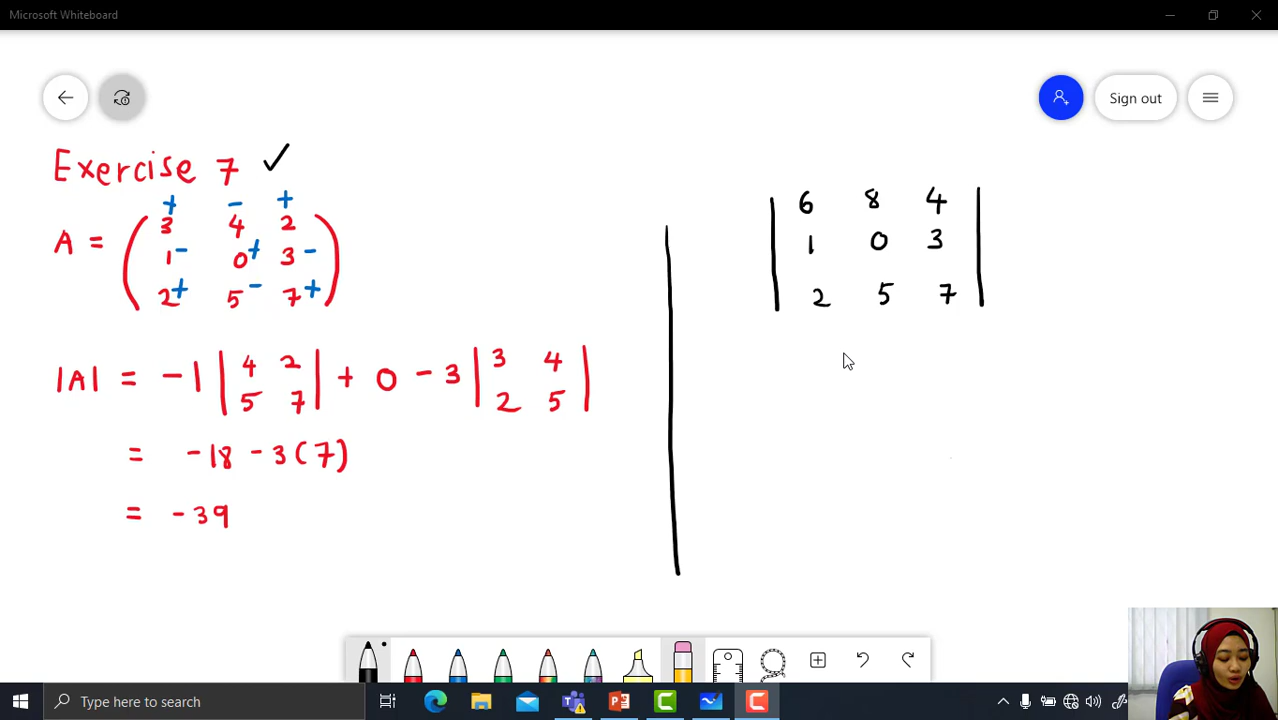 Microsoft Whiteboard
Sign out
Exercise 7 ✓
+ - +
A = ( 3 4 2
1 - 0 + 3 -
2 + 5 - 7 + )
|A| = -1 | 4 2 | + 0 - 3 | 3 4 |
5 7 2 5
= -18 - 3(7)
= -39
6 8 4
1 0 3
2 5 7
Type here to search